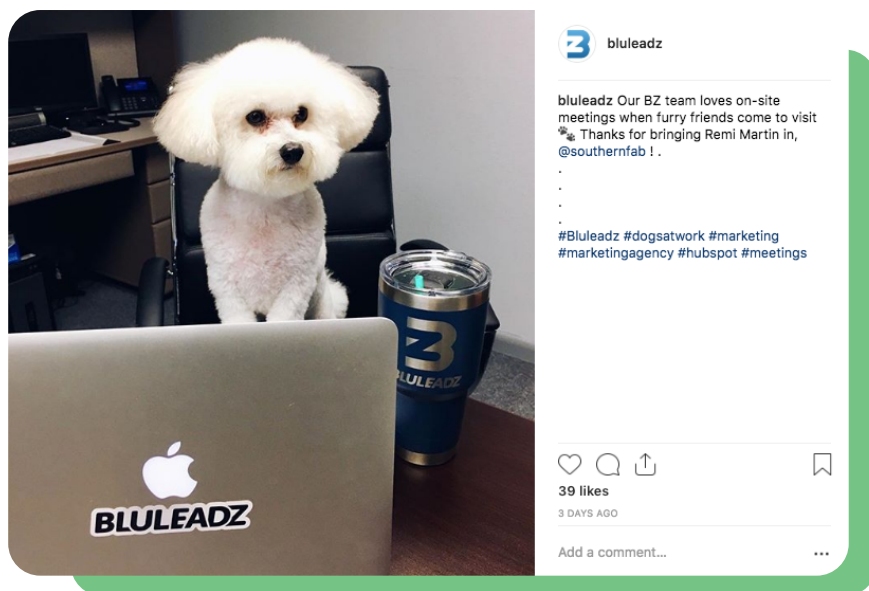 BZ
BLULEADZ
BLULEADZ
bluleadz
bluleadz Our BZ team loves on-site
meetings when furry friends come to visit
🐾 Thanks for bringing Remi Martin in,
@southernfab ! .
.
.
.
.
#Bluleadz #dogsatwork #marketing
#marketingagency #hubspot #meetings
39 likes
3 DAYS AGO
Add a comment...